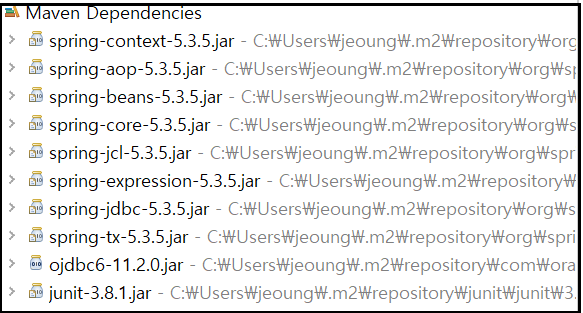 Maven Dependencies
spring-context-5.3.5.jar - C:₩Users₩jeoung₩.m2₩repository₩org
spring-aop-5.3.5.jar - C:₩Users₩jeoung₩.m2₩repository₩org₩sp
spring-beans-5.3.5.jar - C:₩Users₩jeoung₩.m2₩repository₩org₩
spring-core-5.3.5.jar - C:₩Users₩jeoung₩.m2₩repository₩org₩s
spring-jcl-5.3.5.jar - C:₩Users₩jeoung₩.m2₩repository₩org₩spr
spring-expression-5.3.5.jar - C:₩Users₩jeoung₩.m2₩repository₩
spring-jdbc-5.3.5.jar - C:₩Users₩jeoung₩.m2₩repository₩org₩s
spring-tx-5.3.5.jar - C:₩Users₩jeoung₩.m2₩repository₩org₩spri
ojdbc6-11.2.0.jar - C:₩Users₩jeoung₩.m2₩repository₩com₩ora
junit-3.8.1.jar - C:₩Users₩jeoung₩.m2₩repository₩junit₩junit₩3.